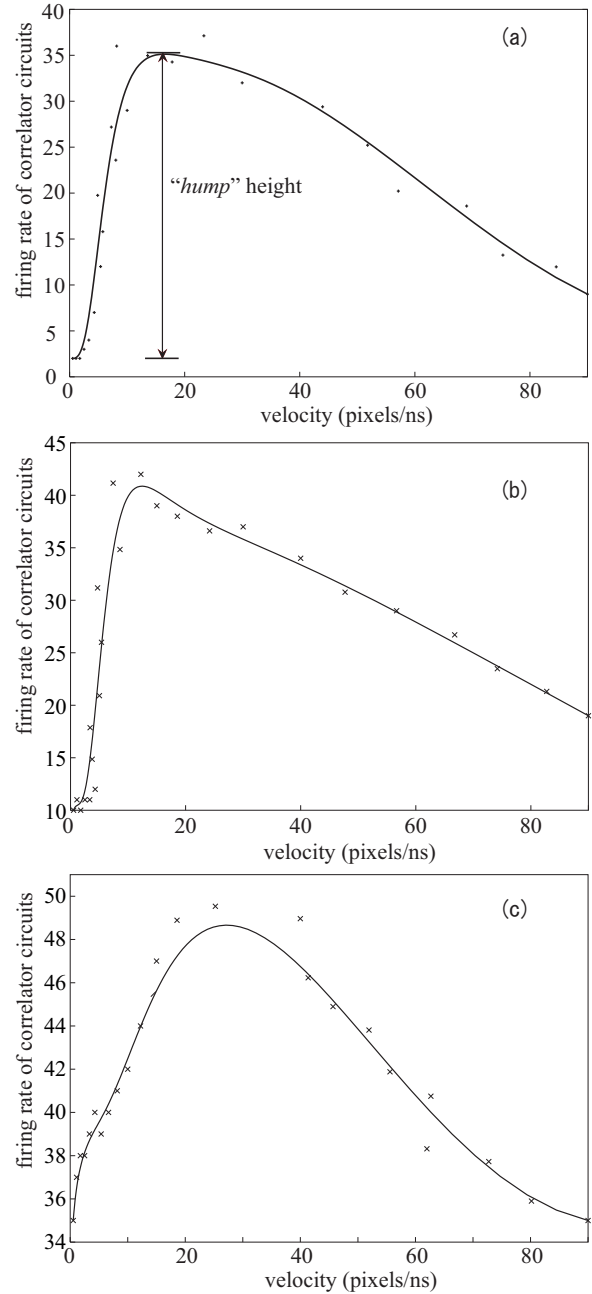 (a)
firing rate of correlator circuits
40
35
30
25
20
15
10
5
0
"hump" height
0 20 40 60 80
velocity (pixels/ns)
(b)
firing rate of correlator circuits
45
40
35
30
25
20
15
10
0 20 40 60 80
velocity (pixels/ns)
(c)
firing rate of correlator circuits
50
48
46
44
42
40
38
36
34
0 20 40 60 80
velocity (pixels/ns)